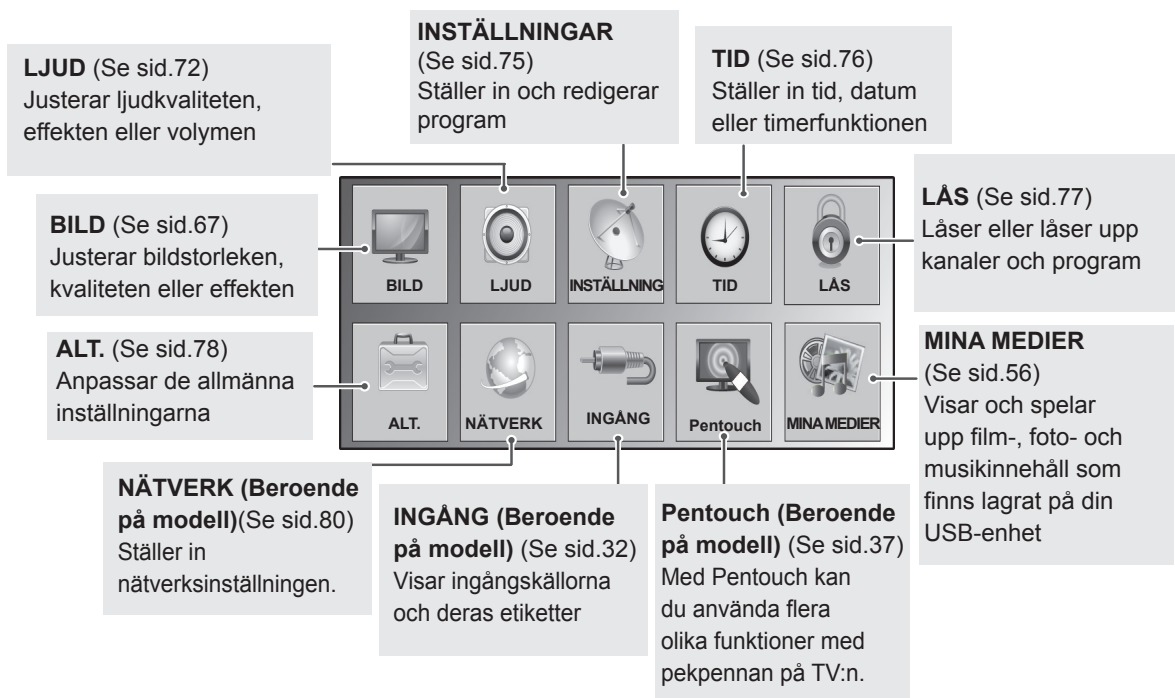 LJUD (Se sid.72)
Justerar ljudkvaliteten,
effekten eller volymen
INSTÄLLNINGAR
(Se sid.75)
Ställer in och redigerar
program
TID (Se sid.76)
Ställer in tid, datum
eller timerfunktionen
BILD (Se sid.67)
Justerar bildstorleken,
kvaliteten eller effekten
LÅS (Se sid.77)
Låser eller låser upp
kanaler och program
BILD
LJUD
INSTÄLLNING
TID
LÅS
ALT. (Se sid.78)
Anpassar de allmänna
inställningarna
ALT.
NÄTVERK
INGÅNG
Pentouch
MINA MEDIER
MINA MEDIER
(Se sid.56)
Visar och spelar
upp film-, foto- och
musikinnehåll som
finns lagrat på din
USB-enhet
NÄTVERK (Beroende
på modell)(Se sid.80)
Ställer in
nätverksinställningen.
INGÅNG (Beroende
på modell) (Se sid.32)
Visar ingångskällorna
och deras etiketter
Pentouch (Beroende
på modell) (Se sid.37)
Med Pentouch kan
du använda flera
olika funktioner med
pekpennan på TV:n.